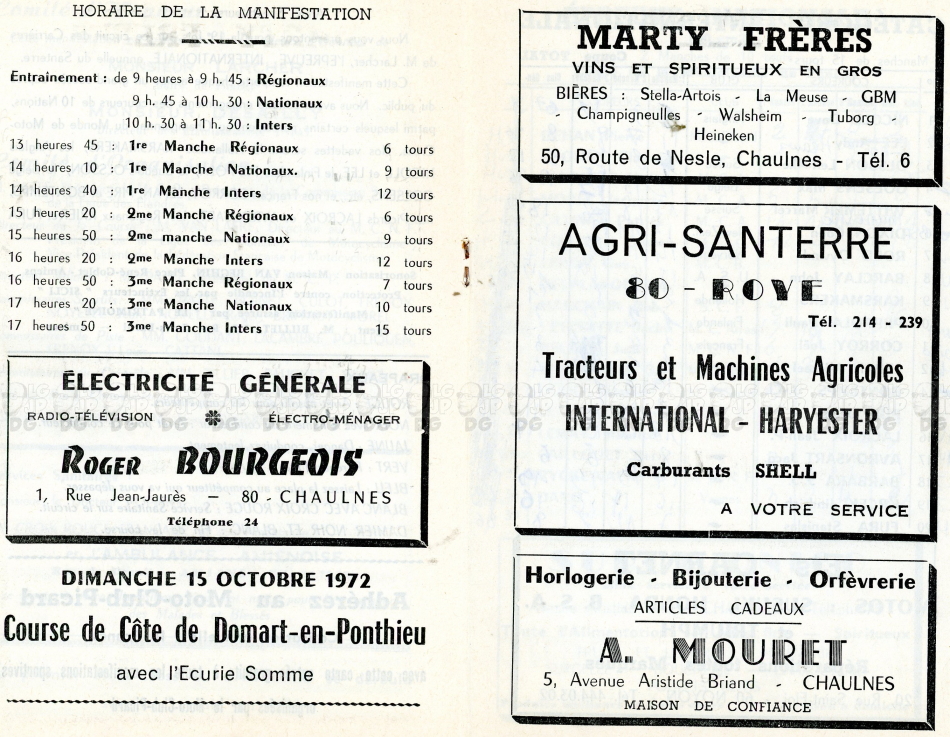 HORAIRE DE LA MANIFESTATION
Entraînement : de 9 heures à 9 h. 45 : Régionaux
9 h. 45 à 10 h. 30 : Nationaux
10 h. 30 à 11 h. 30 : Inters
13 heures 45 1re Manche Régionaux 6 tours
14 heures 10 : 1re Manche Nationaux. 9 tours
14 heures 40 : 1re Manche Inters 12 tours
15 heures 20 : 2me Manche Régionaux 6 tours
15 heures 50 : 2me manche Nationaux 9 tours
16 heures 20 : 2me Manche Inters 12 tours
16 heures 50 : 3me Manche Régionaux 7 tours
17 heures 20 : 3me Manche Nationaux 10 tours
17 heures 50 : 3me Manche Inters 15 tours
ÉLECTRICITÉ GÉNÉRALE
RADIO-TÉLÉVISION ÉLECTRO-MÉNAGER
ROGER BOURGEOIS
1, Rue Jean-Jaurès — 80 - CHAULNES
Téléphone 24
DIMANCHE 15 OCTOBRE 1972
Course de Côte de Domart-en-Ponthieu
avec l'Ecurie Somme
MARTY FRÈRES
VINS ET SPIRITUEUX EN GROS
BIÈRES : Stella-Artois - La Meuse - GBM
Champigneulles - Walsheim - Tuborg -
Heineken
50, Route de Nesle, Chaulnes - Tél. 6
AGRI-SANTERRE
80 - ROYE
Tél. 214 - 239
Tracteurs et Machines Agricoles
INTERNATIONAL - HARYESTER
Carburants SHELL
A VOTRE SERVICE
Horlogerie - Bijouterie - Orfèvrerie
ARTICLES CADEAUX
A. MOURET
5, Avenue Aristide Briand - CHAULNES
MAISON DE CONFIANCE